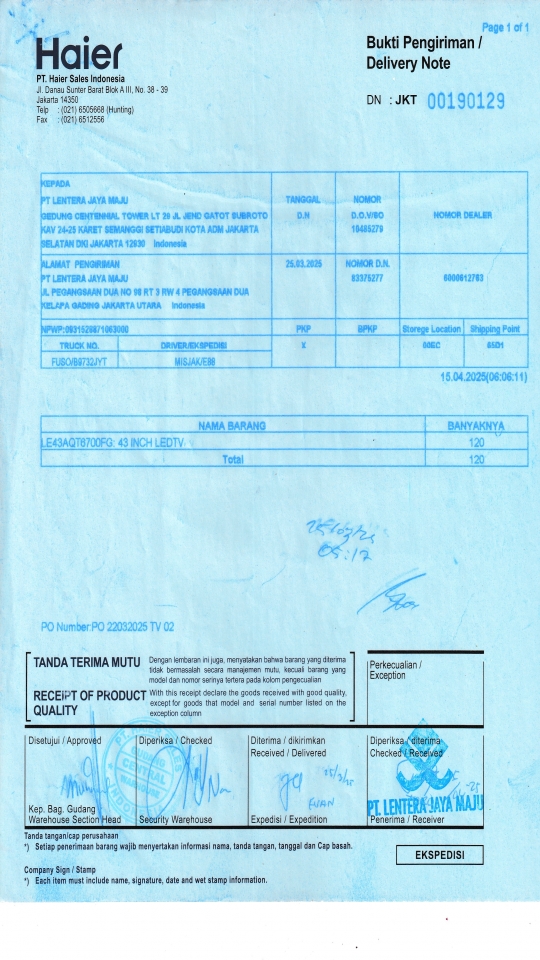 Page 1 of 1
Haier
Bukti Pengiriman /
Delivery Note
PT. Haier Sales Indonesia
Jl. Danau Sunter Barat Blok A III, No. 38 - 39
Jakarta 14350
Telp : (021) 6505668 (Hunting)
Fax : (021) 6512556
DN : JKT 00190129
KEPADA
PT LENTERA JAYA MAJU
GEDUNG CENTENNIAL TOWER LT 26 JL JEND GATOT SUBROTO
KAV 24-25 KARET SEMANGGI SETIABUDI KOTA ADM JAKARTA
SELATAN DKI JAKARTA 12930 Indonesia
TANGGAL
D.H
NOMOR
D.O.V/SO
10485279
NOMOR DEALER
ALAMAT PENGIRIMAN
PT LENTERA JAYA MAJU
JL PEGANGSAAN DUA NO 98 RT 3 RW 4 PEGANGSAAN DUA
KELAPA GADING JAKARTA UTARA Indonesia
25.03.2025
NOMOR D.N.
83375277
6000012763
PKP
BPKP
Storege Location
Shipping Point
TRUCK NO.
DRIVER/EKSPEDISI
X
65D1
FUSO/B9732JYT
15.04.2025(06:06:11)
NAMA BARANG BANYAKNYA
LE43AQT6700FG: 43 INCH LEDTV 120
Total 120
05:17
PO Number:PO 22032025 TV 02
TANDA TERIMA MUTU
Dengan lembaran ini juga, menyatakan bahwa barang yang diterima
tidak bermasalah secara manajemen mutu, kecuali barang yang
model dan nomor serinya tertera pada kolom pengecualian
RECEIPT OF PRODUCT
QUALITY
With this receipt declare the goods received with good quality,
except for goods that model and serial number listed on the
exception column
Perkecualian /
Exception
Disetujui / Approved
Diperiksa / Checked
Diterima / dikirimkan
Received / Delivered
Diperiksa / diterima
Checked / Received
CENTRAL
PT. LENTERA JAYA MAJU
Kep. Bag. Gudang
Warehouse Section Head
Security Warehouse
Expedisi / Expedition
Penerima / Receiver
Tanda tangan/cap perusahaan
*) Setiap penerimaan barang wajib menyertakan informasi nama, tanda tangan, tanggal dan Cap basah.
EKSPEDISI
Company Sign / Stamp
*) Each item must include name, signature, date and wet stamp information.